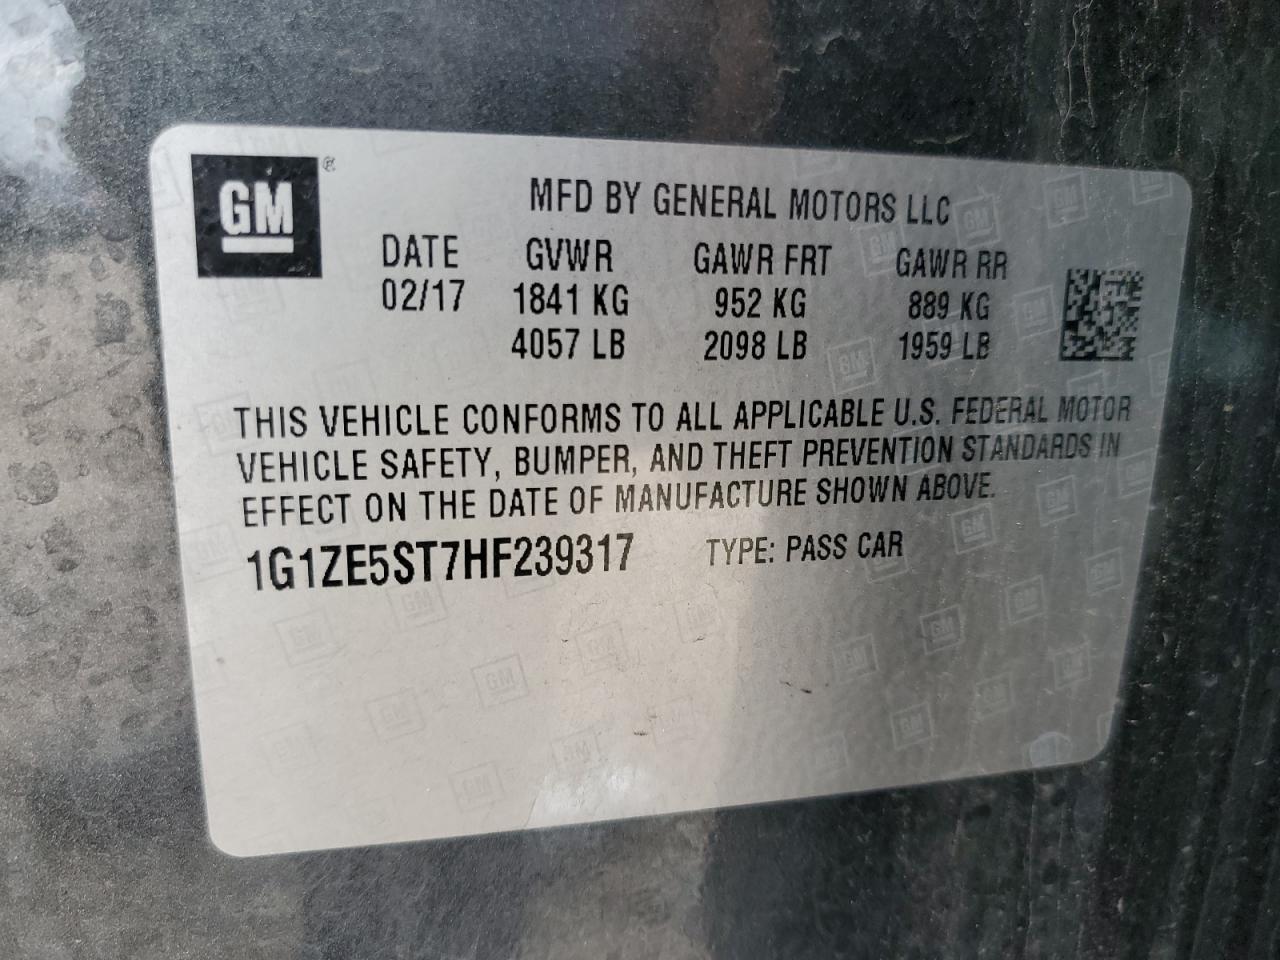 GM ®
MFD BY GENERAL MOTORS LLC
DATE GVWR GAWR FRT GAWR RR
02/17 1841 KG 952 KG 889 KG
4057 LB 2098 LB 1959 LB
THIS VEHICLE CONFORMS TO ALL APPLICABLE U.S. FEDERAL MOTOR
VEHICLE SAFETY, BUMPER, AND THEFT PREVENTION STANDARDS IN
EFFECT ON THE DATE OF MANUFACTURE SHOWN ABOVE.
1G1ZE5ST7HF239317 TYPE: PASS CAR